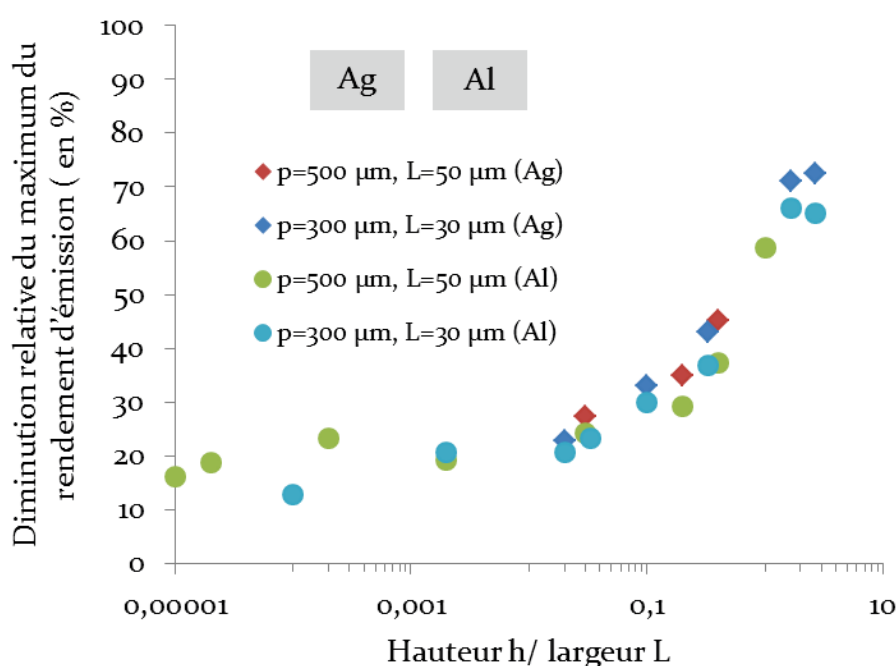 Diminution relative du maximum du
rendement d'émission ( en %)
100
90
80
70
60
50
40
30
20
10
0
Ag Al
p=500 µm, L=50 µm (Ag)
p=300 µm, L=30 µm (Ag)
p=500 µm, L=50 µm (Al)
p=300 µm, L=30 µm (Al)
0,00001 0,001 0,1 10
Hauteur h/ largeur L